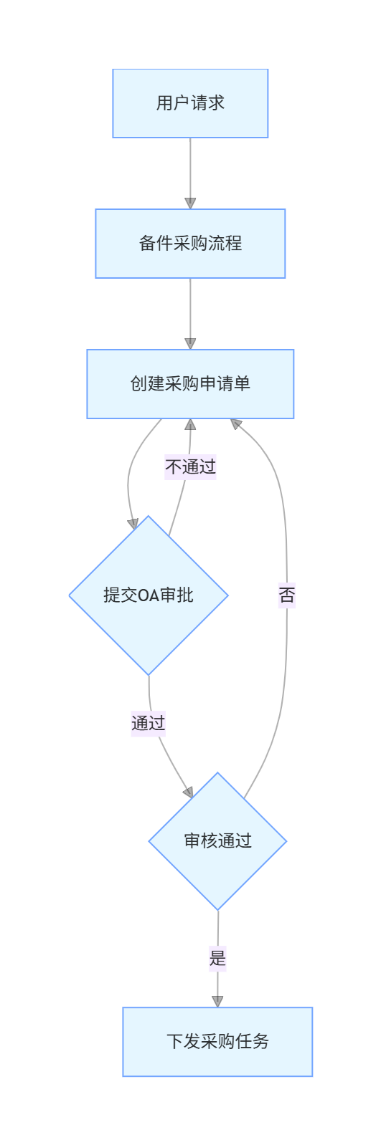 用户请求
备件采购流程
创建采购申请单
不通过
提交OA审批
否
通过
审核通过
是
下发采购任务